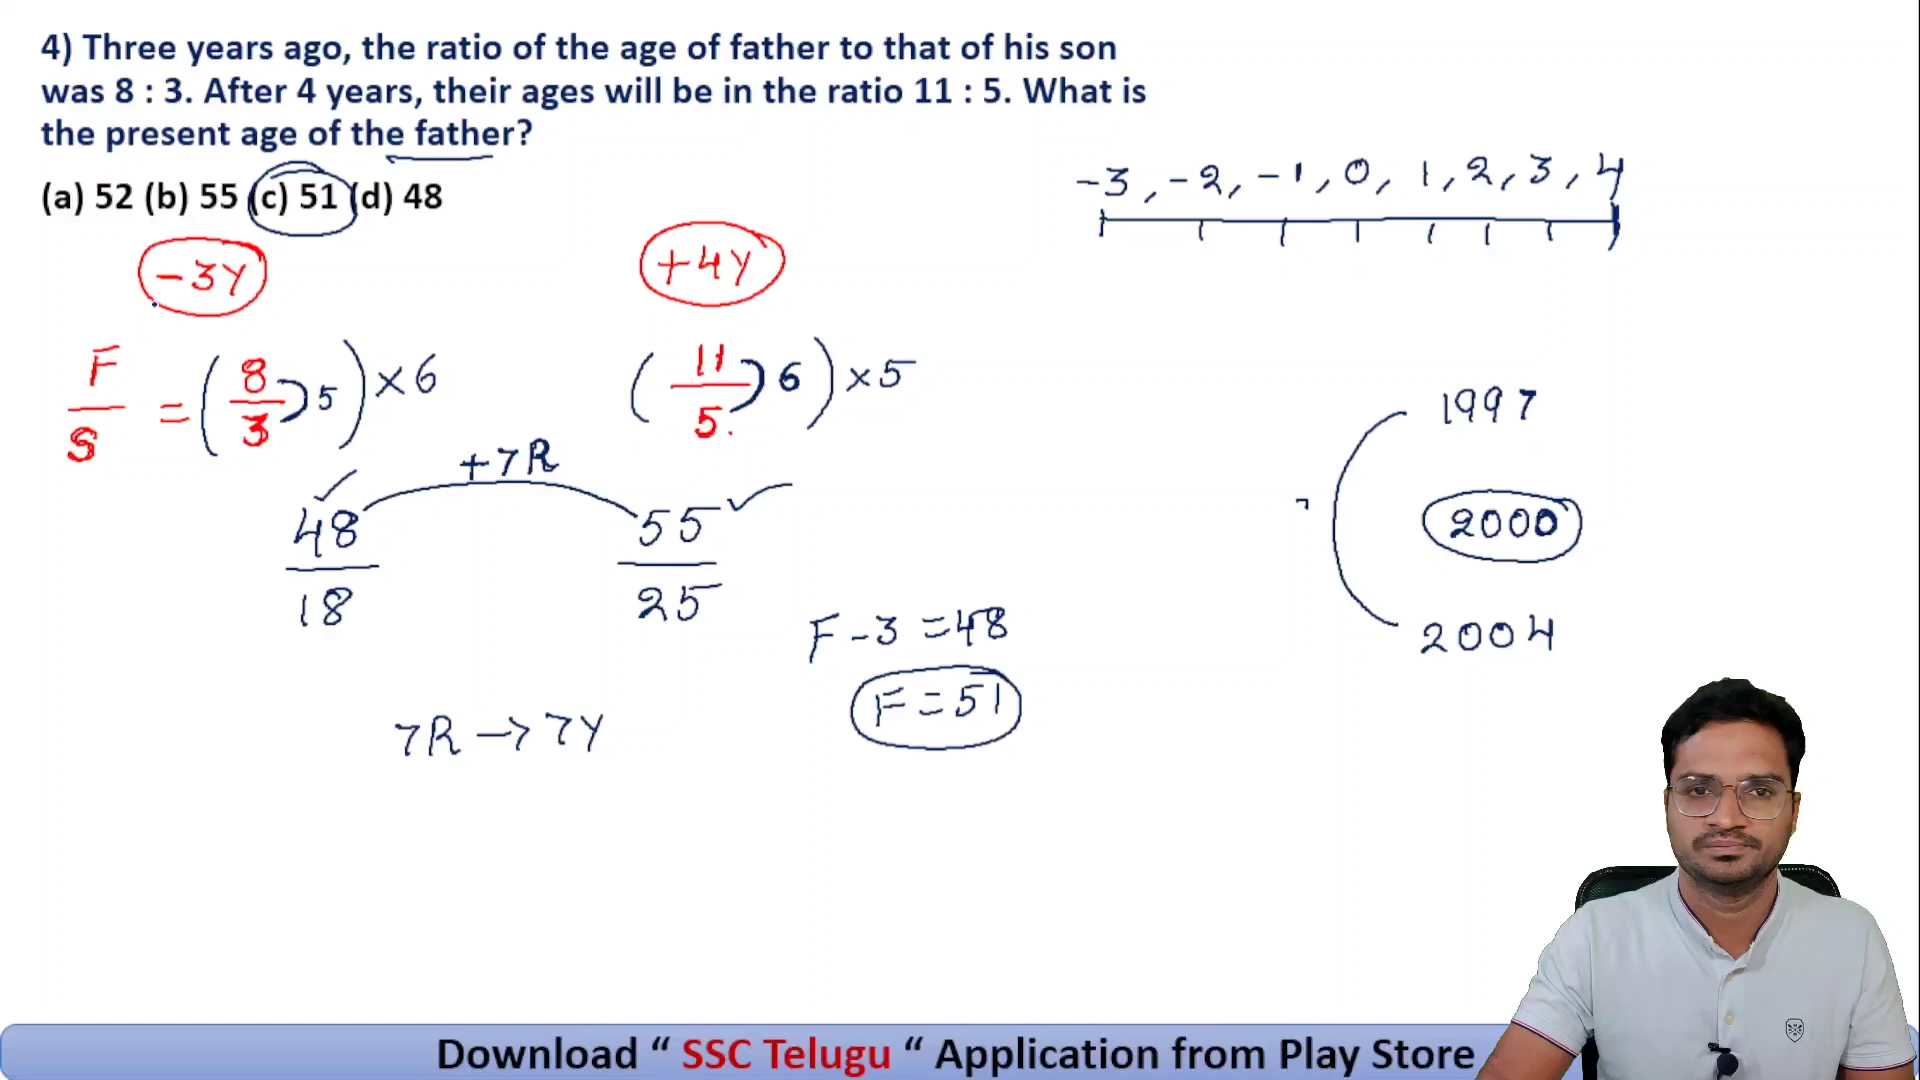 4) Three years ago, the ratio of the age of father to that of his son
was 8 : 3. After 4 years, their ages will be in the ratio 11 : 5. What is
the present age of the father?
(a) 52 (b) 55 (c) 51 (d) 48
-3, -2, -1, 0, 1, 2, 3, 4
-3Y
+4Y
F/S = (8/3)5) × 6
(11/5.)6) × 5
+7R
48/18
55/25
F - 3 = 48
F = 51
7R → 7Y
1997
7
2000
2004
Download “ SSC Telugu “ Application from Play Store